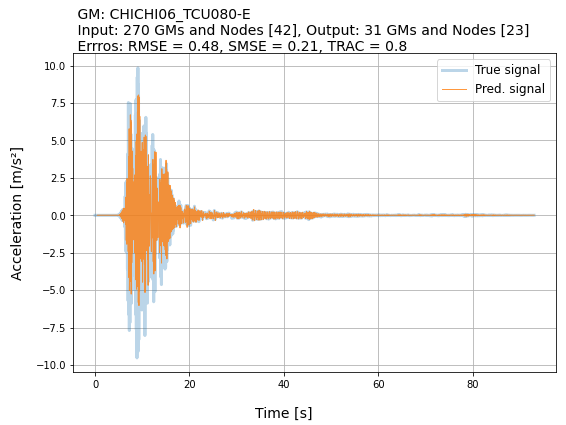 GM: CHICHI06_TCU080-E
Input: 270 GMs and Nodes [42], Output: 31 GMs and Nodes [23]
Errros: RMSE = 0.48, SMSE = 0.21, TRAC = 0.8
True signal
Pred. signal
10.0
7.5
5.0
2.5
0.0
−2.5
−5.0
−7.5
−10.0
Acceleration [m/s²]
0 20 40 60 80
Time [s]